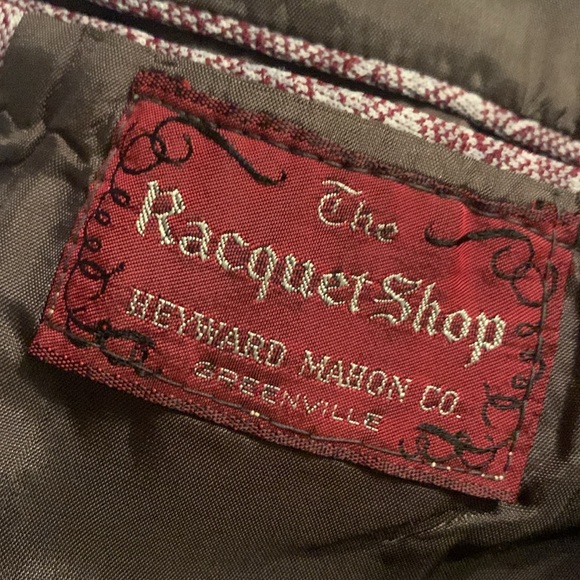 The
Racquet Shop
HEYWARD MAHON CO.
GREENVILLE